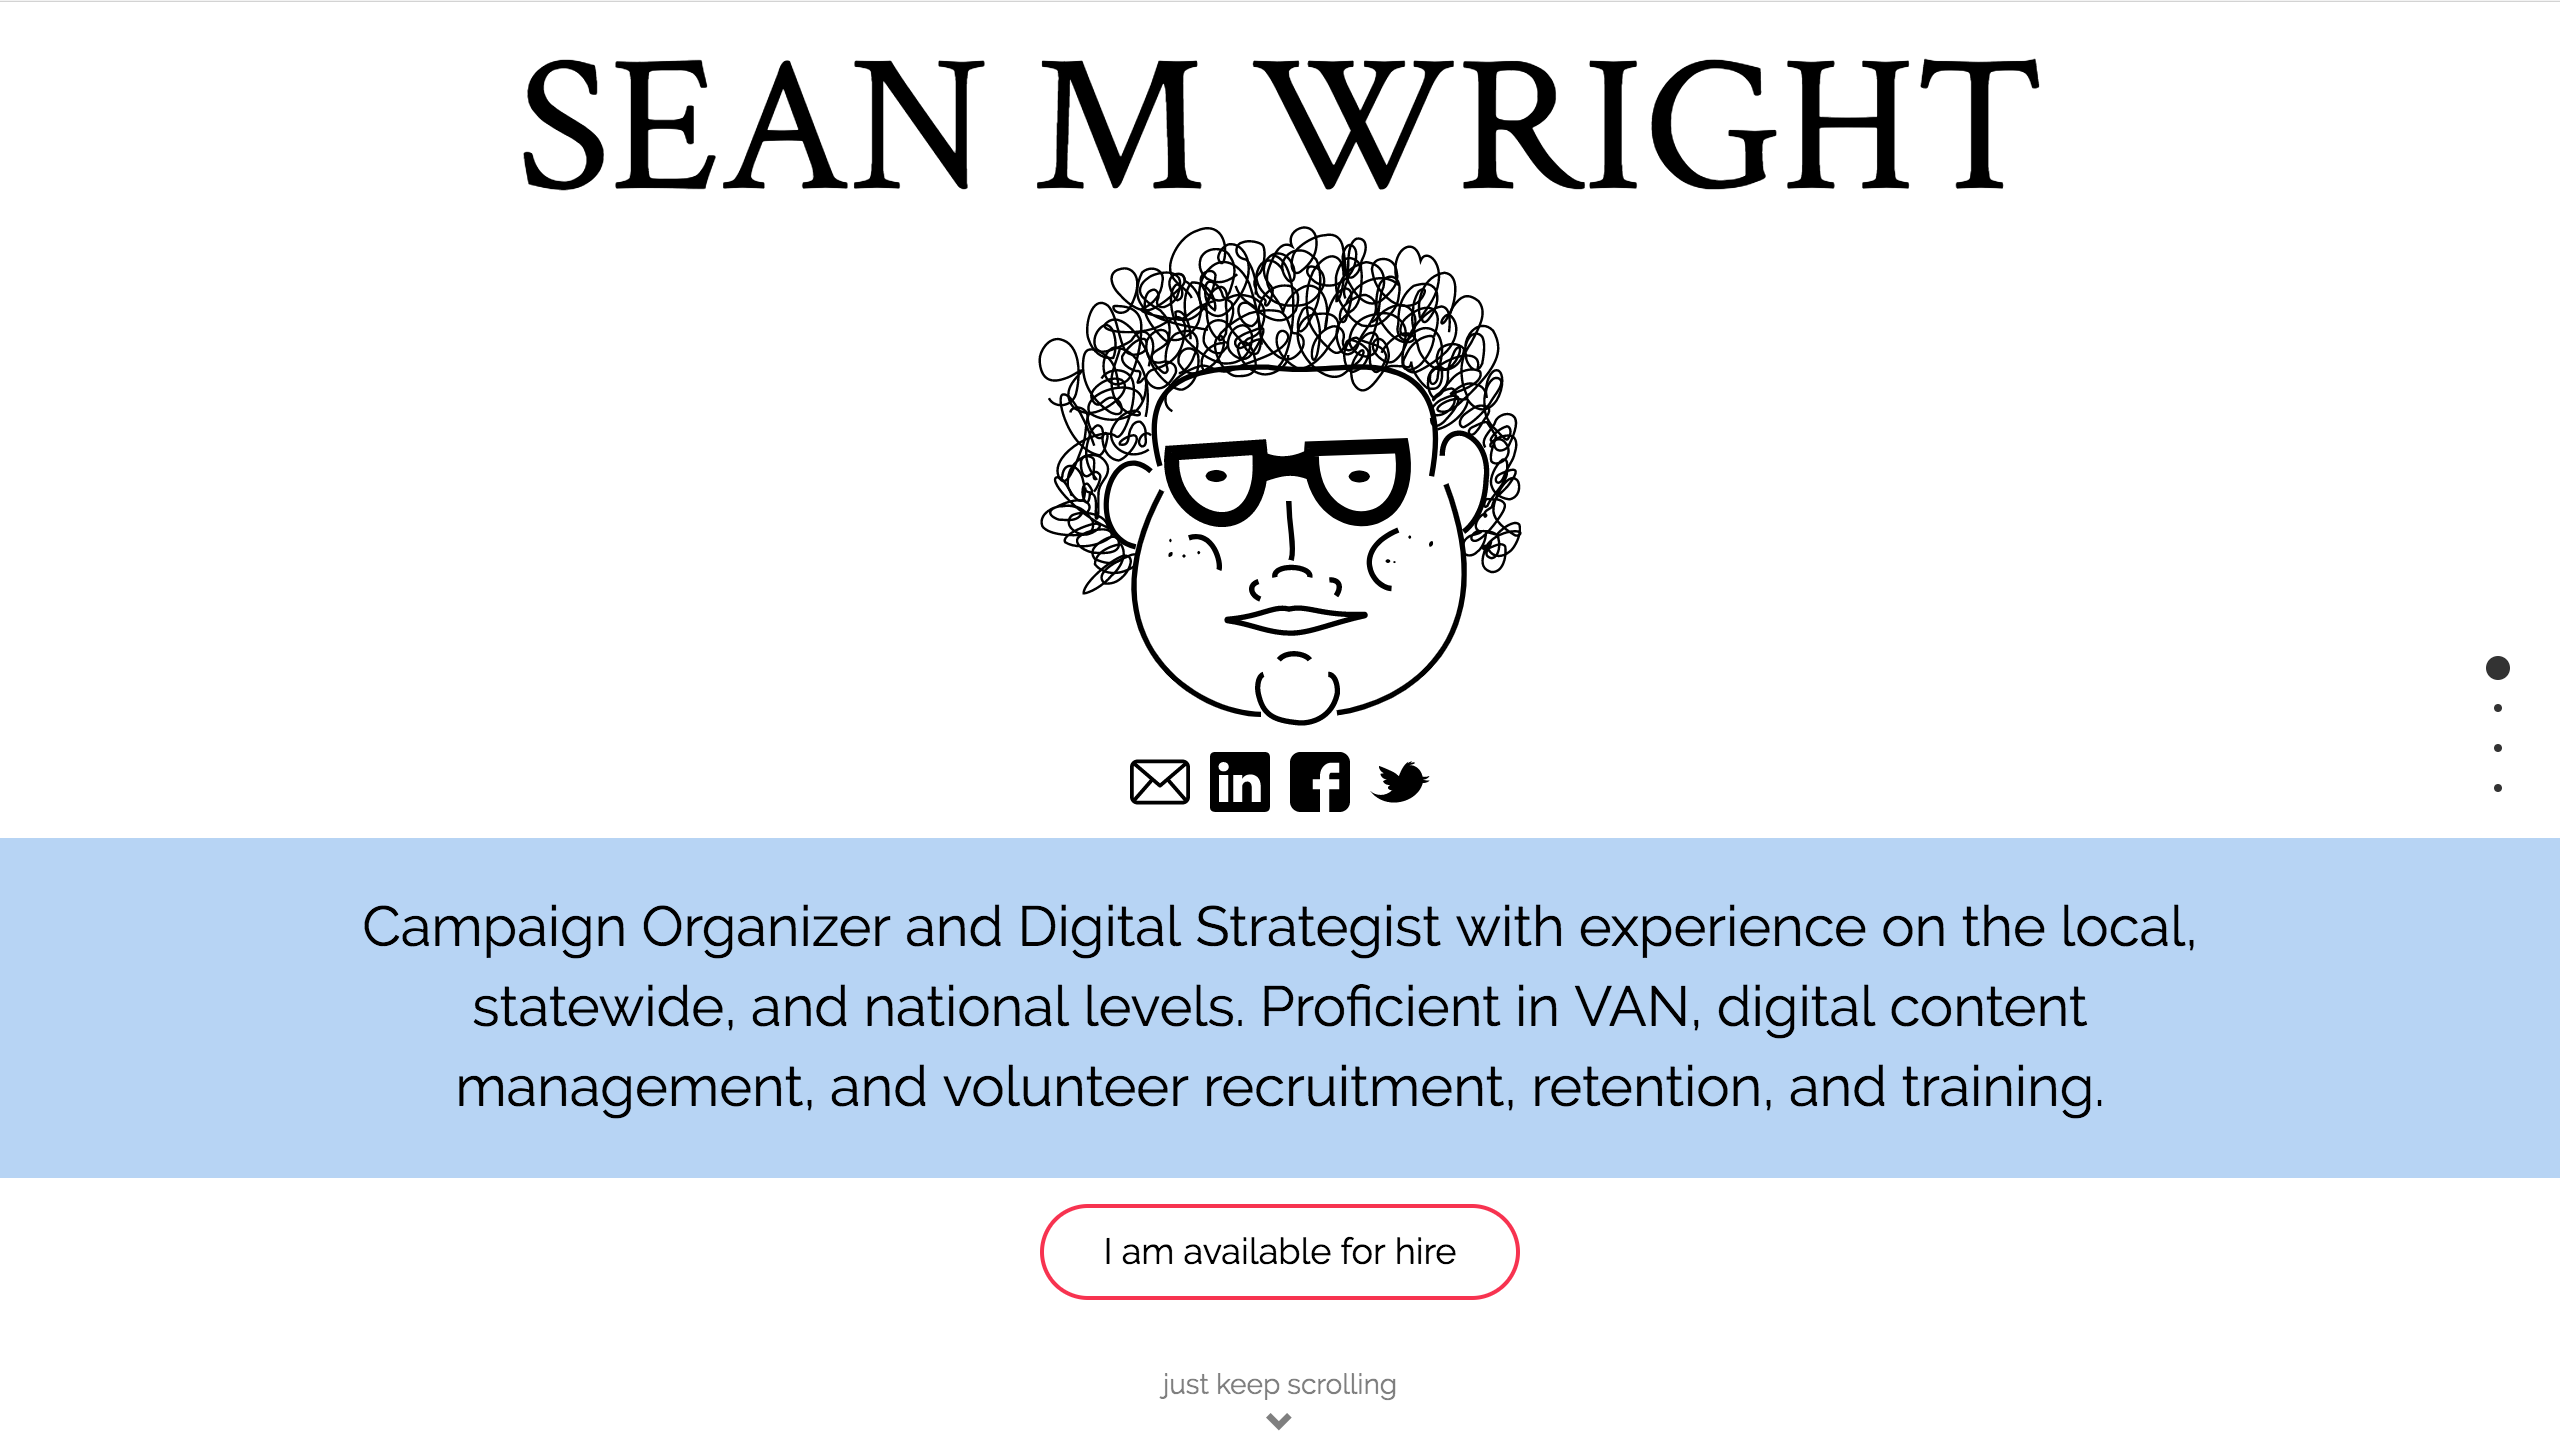 SEAN M WRIGHT
in f
Campaign Organizer and Digital Strategist with experience on the local,
statewide, and national levels. Proficient in VAN, digital content
management, and volunteer recruitment, retention, and training.
I am available for hire
just keep scrolling